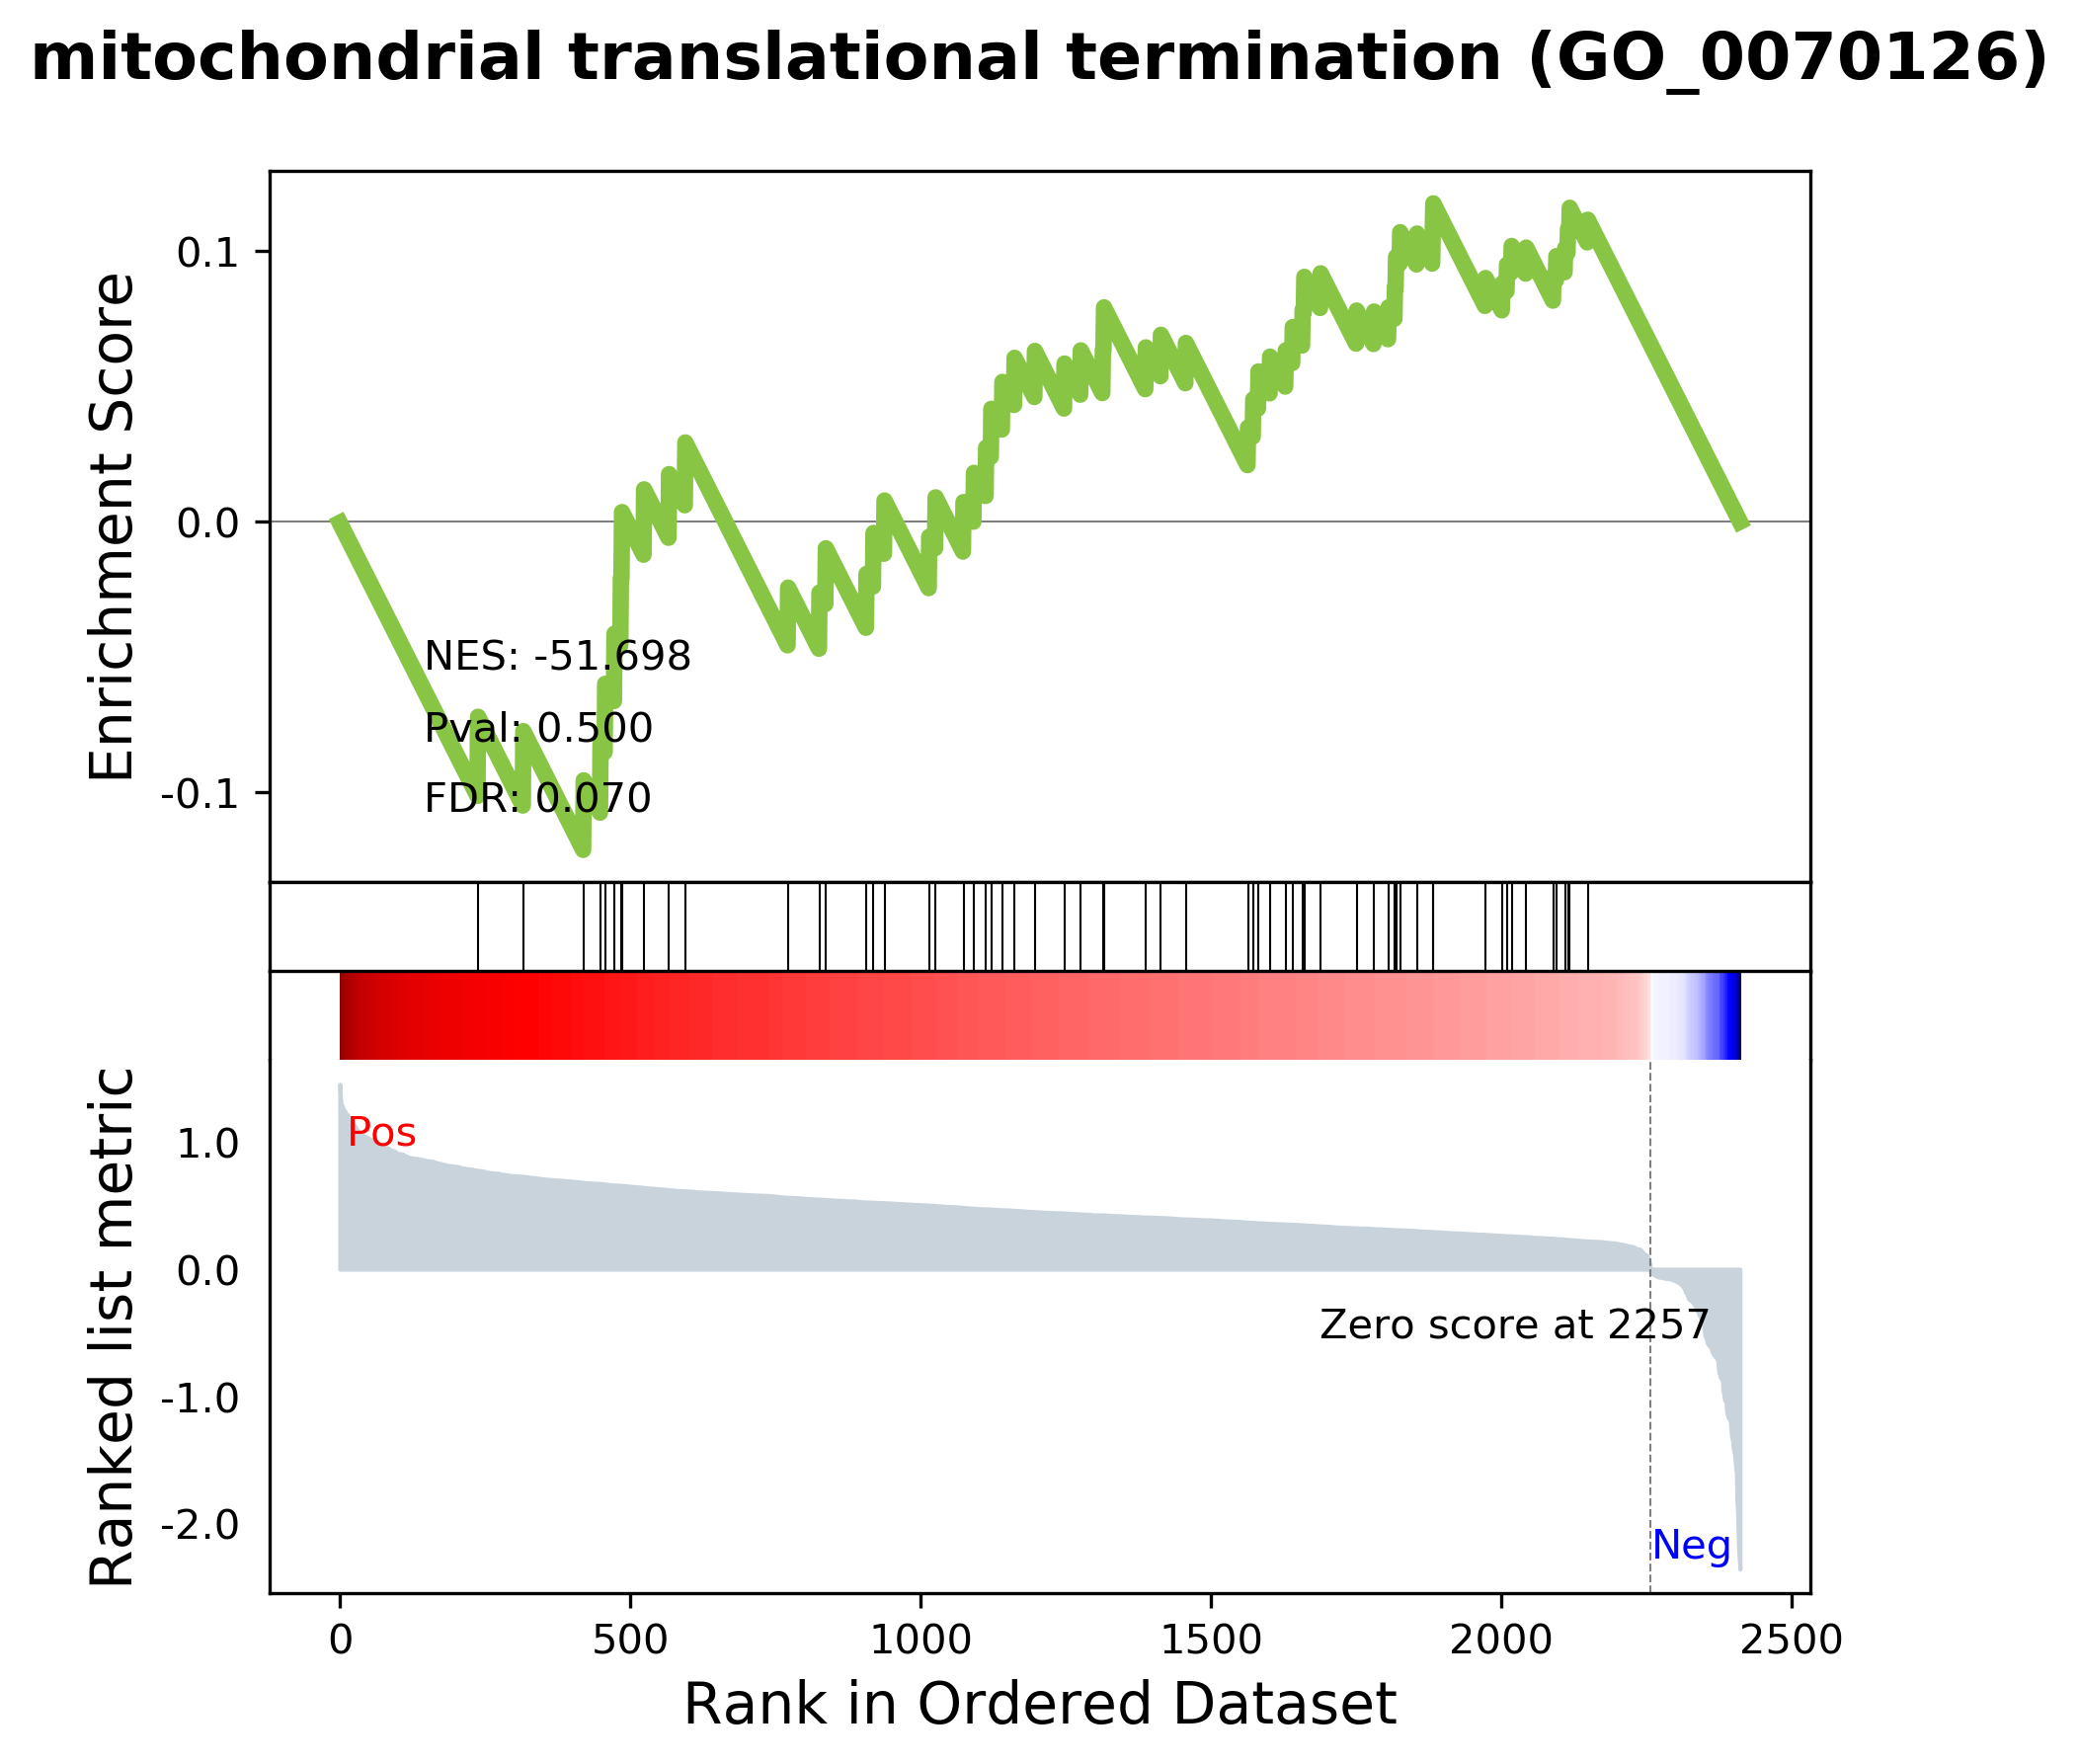 mitochondrial translational termination (GO_0070126)
Enrichment Score
0.1
0.0
-0.1
NES: -51.698
Pval: 0.500
FDR: 0.070
Ranked list metric
1.0
0.0
-1.0
-2.0
Pos
Zero score at 2257
Neg
0 500 1000 1500 2000 2500
Rank in Ordered Dataset